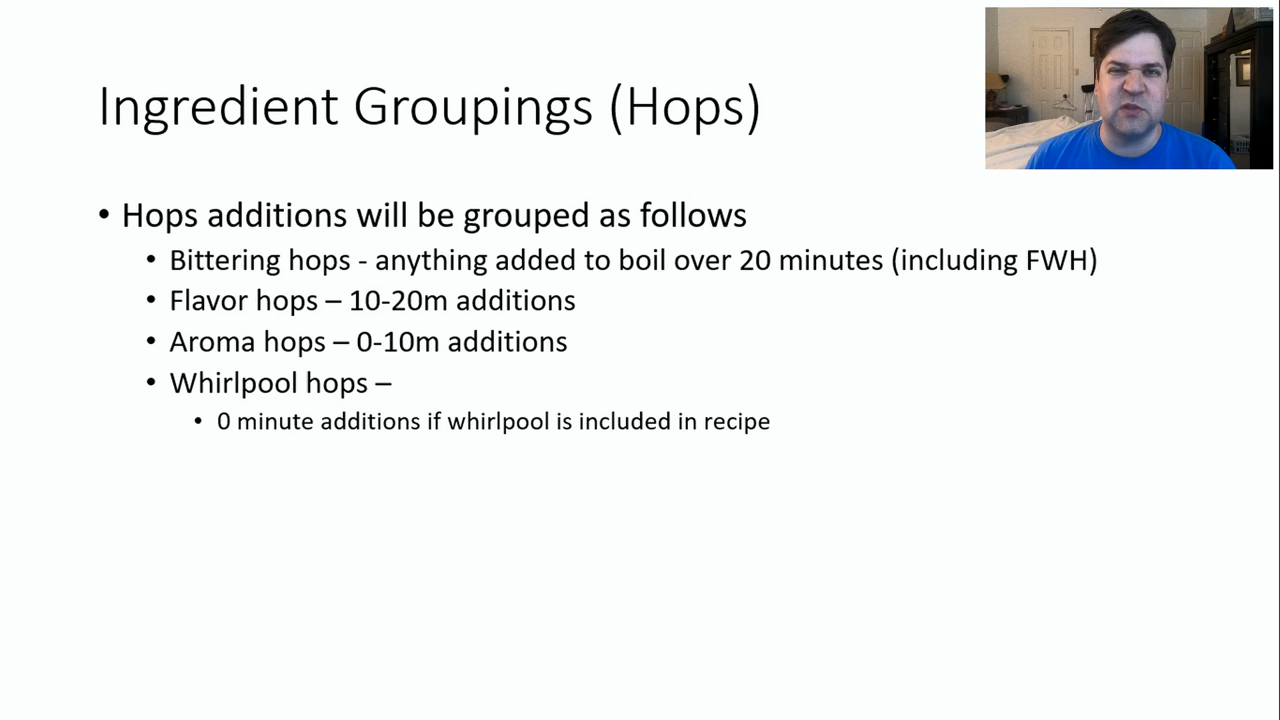 Ingredient Groupings (Hops)
• Hops additions will be grouped as follows
• Bittering hops - anything added to boil over 20 minutes (including FWH)
• Flavor hops – 10-20m additions
• Aroma hops – 0-10m additions
• Whirlpool hops –
• 0 minute additions if whirlpool is included in recipe